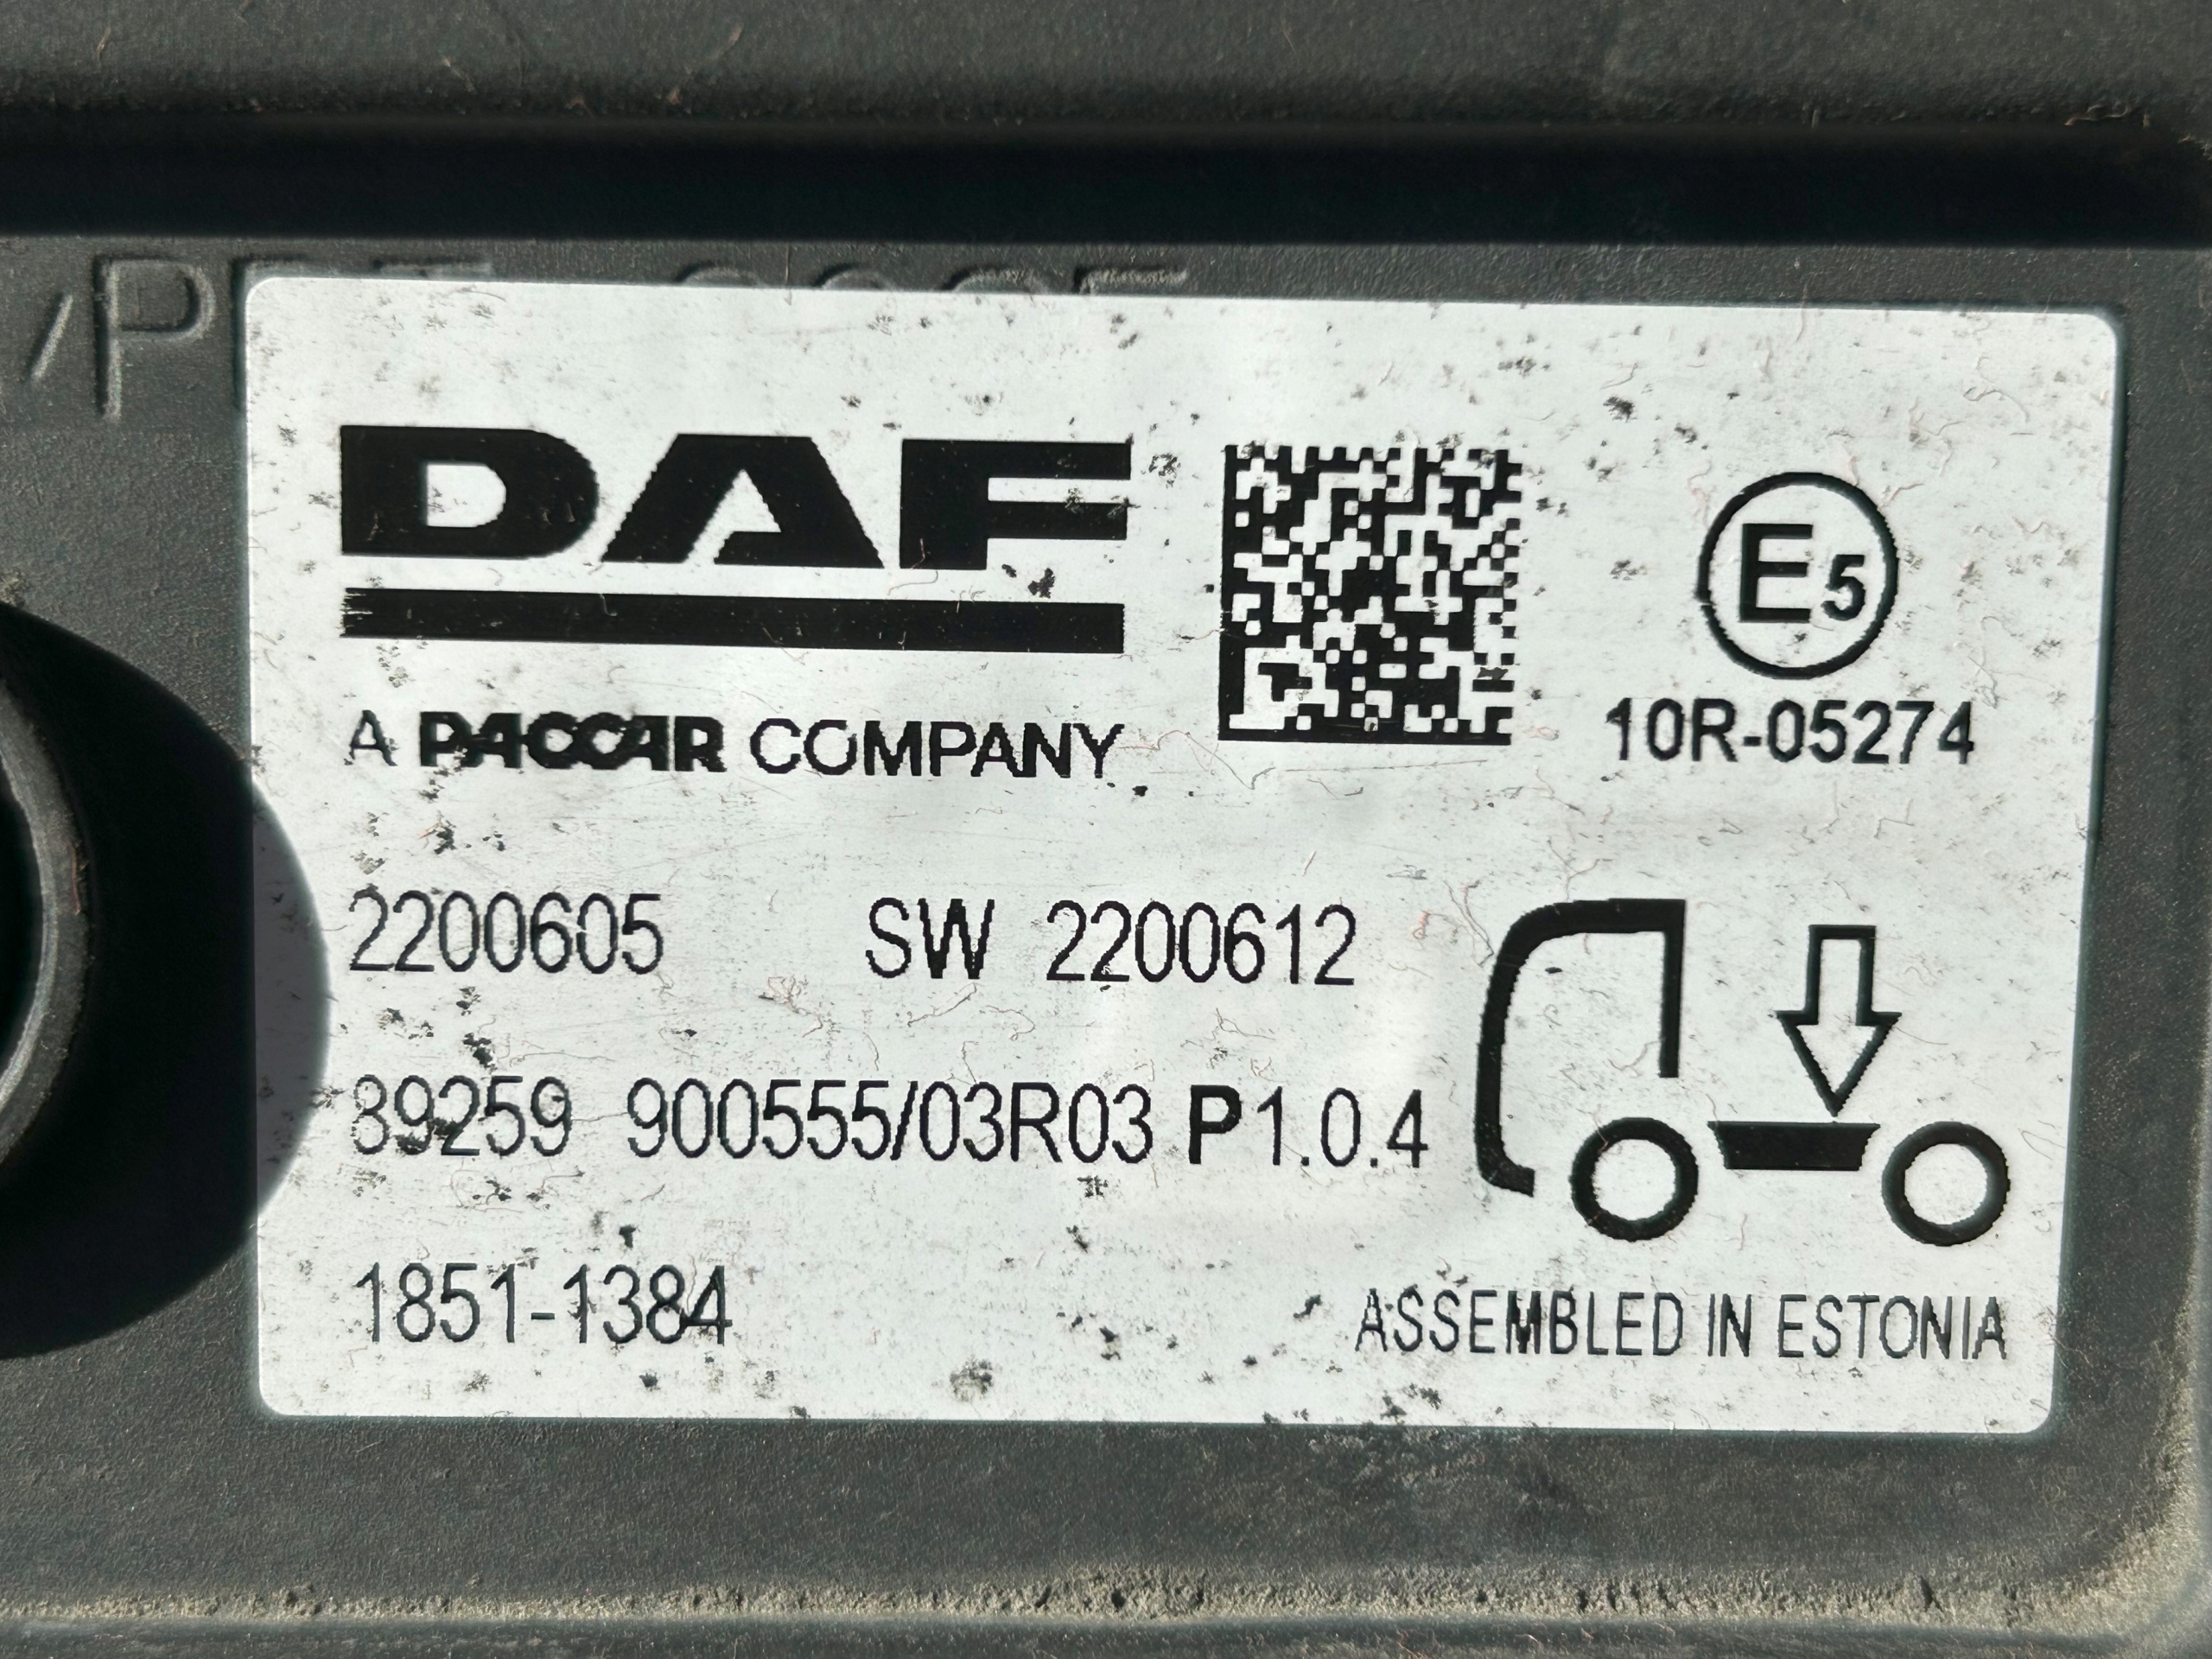 DAF
A PACCAR COMPANY
E5
10R-05274
2200605 SW 2200612
89259 900555/03R03 P1.0.4
1851-1384
ASSEMBLED IN ESTONIA